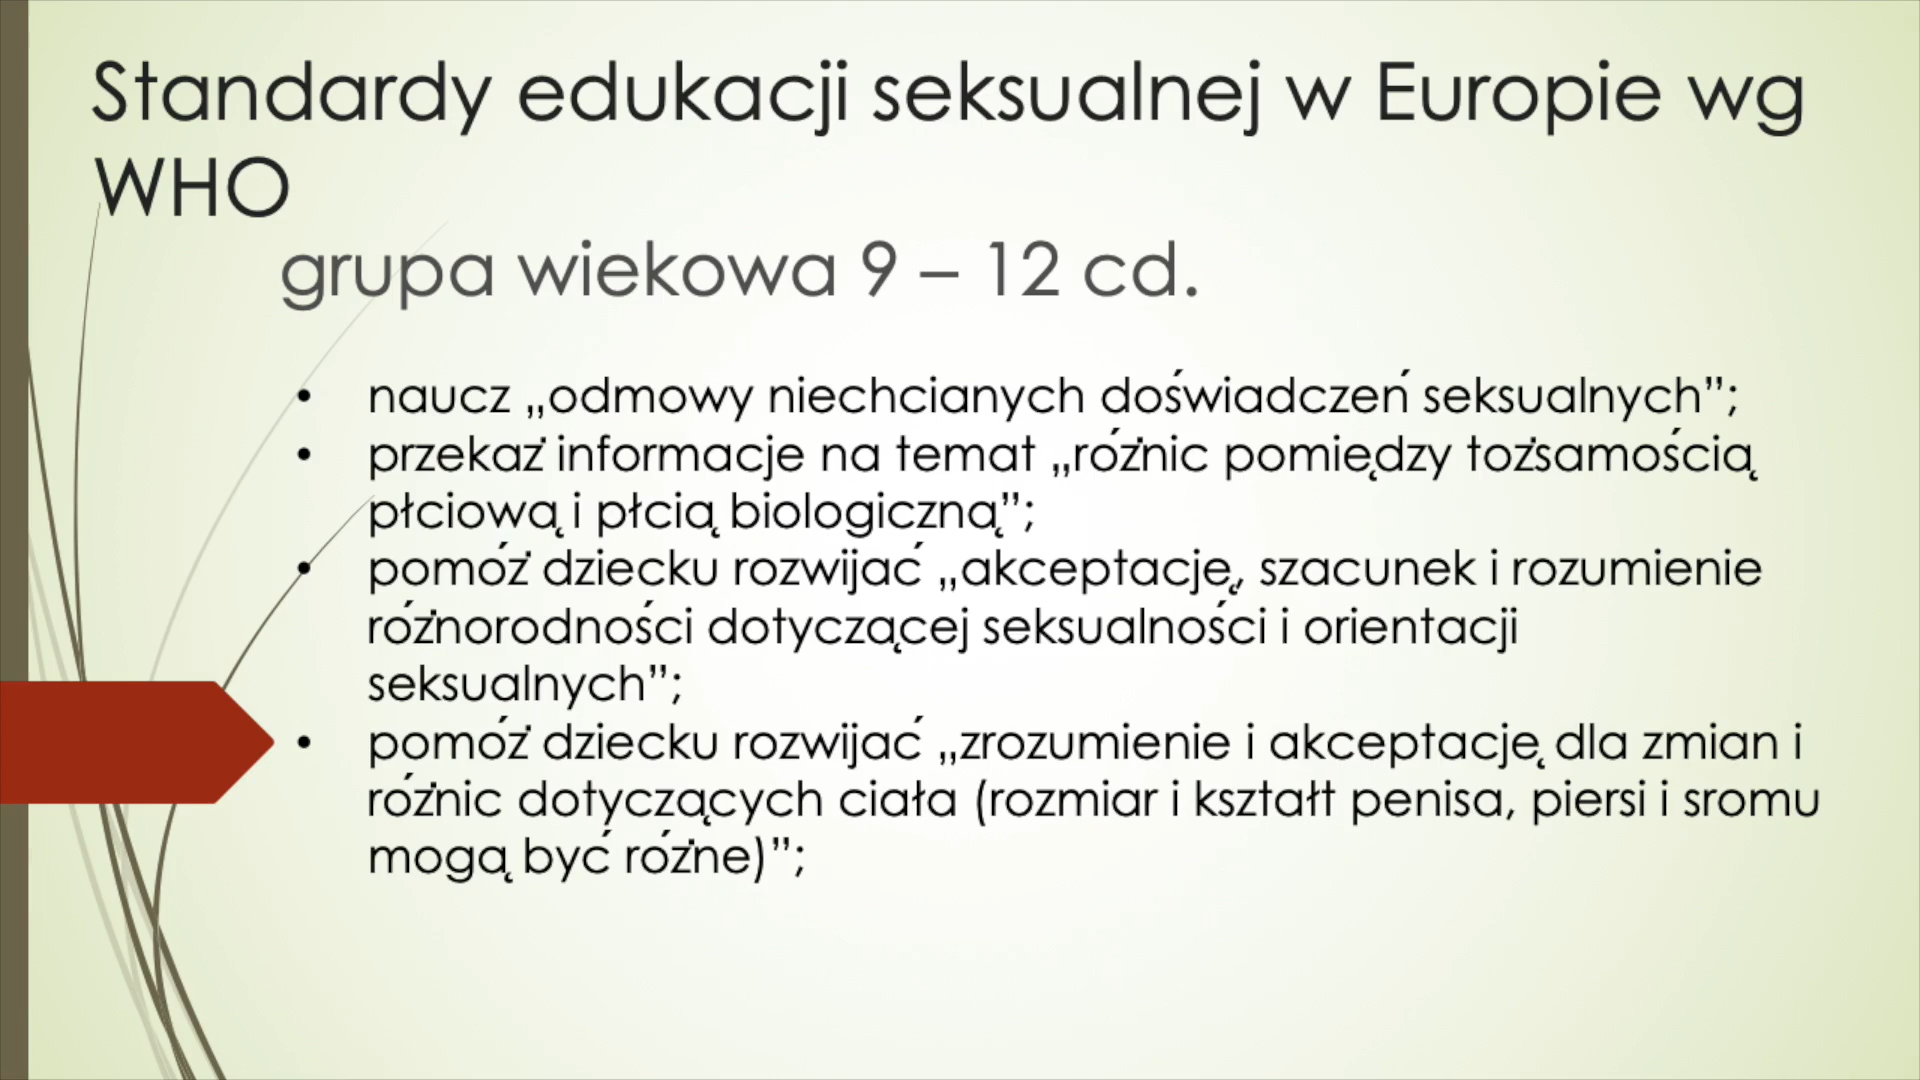 Standardy edukacji seksualnej w Europie wg
WHO
grupa wiekowa 9 – 12 cd.
• naucz „odmowy niechcianych doświadczeń seksualnych”;
• przekaż informacje na temat „różnic pomiędzy tożsamością
płciową i płcią biologiczną”;
• pomóż dziecku rozwijać „akceptację, szacunek i rozumienie
różnorodności dotyczącej seksualności i orientacji
seksualnych”;
• pomóż dziecku rozwijać „zrozumienie i akceptację dla zmian i
różnic dotyczących ciała (rozmiar i kształt penisa, piersi i sromu
mogą być różne)”;